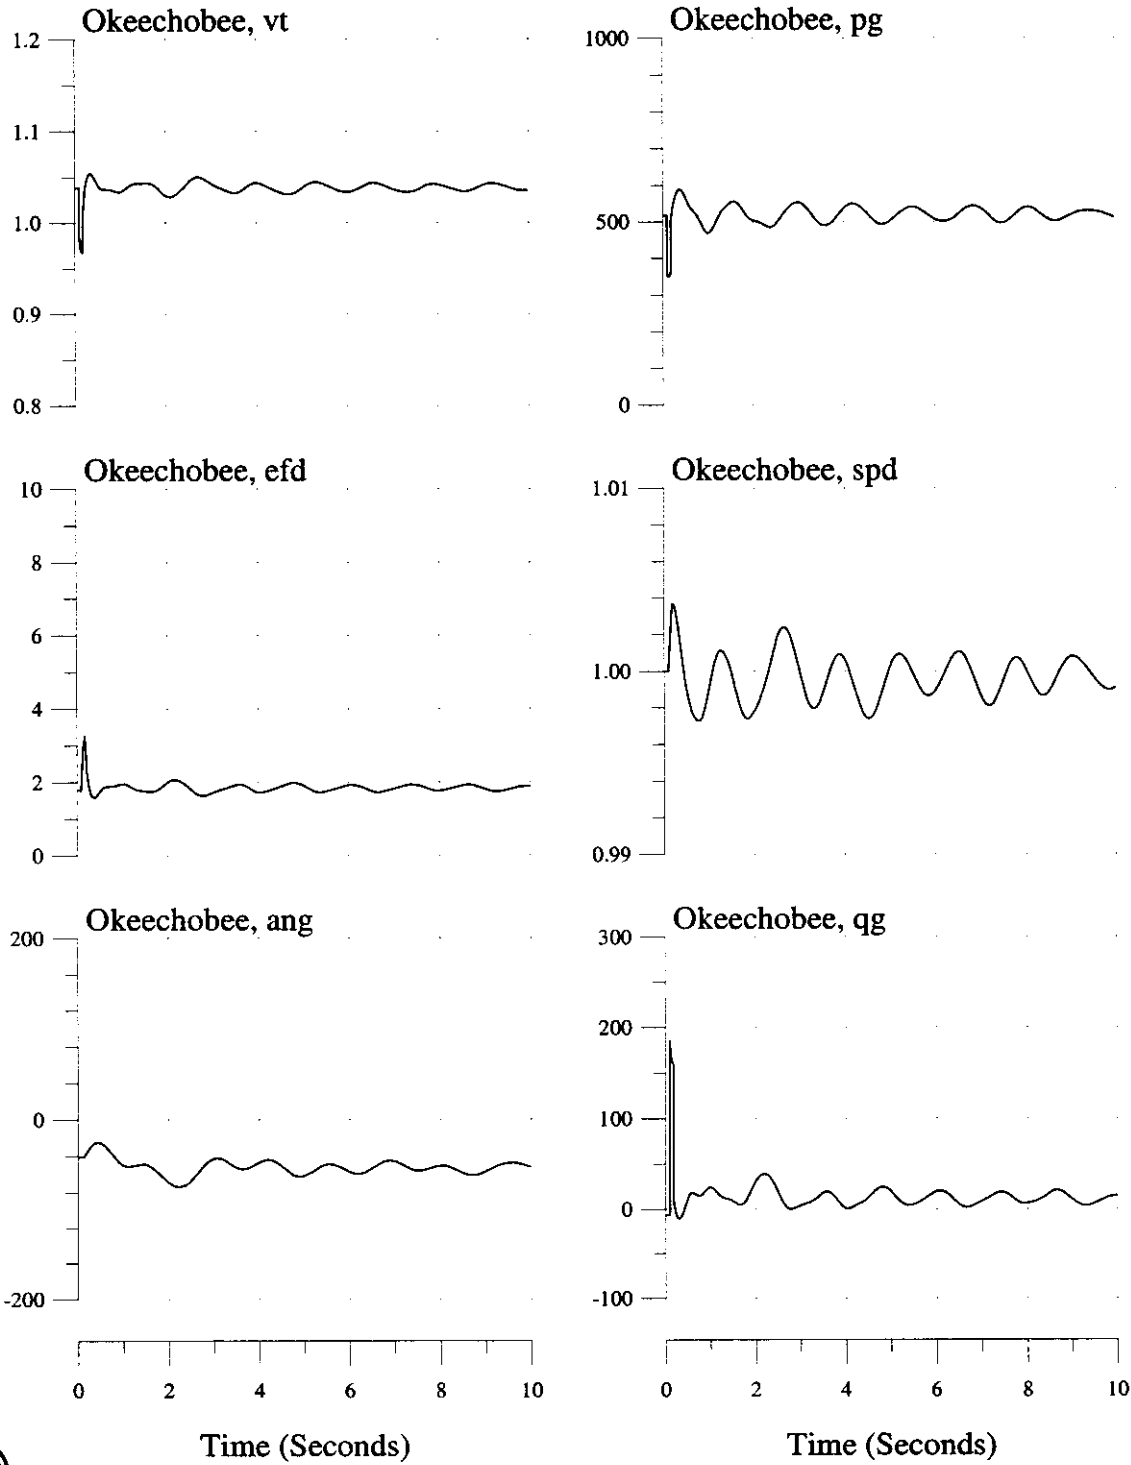 Okeechobee, vt
1.2
1.1
1.0
0.9
0.8
Okeechobee, pg
1000
500
0
Okeechobee, efd
10
8
6
4
2
0
Okeechobee, spd
1.01
1.00
0.99
Okeechobee, ang
200
0
-200
Okeechobee, qg
300
200
100
0
-100
0 2 4 6 8 10
Time (Seconds)
0 2 4 6 8 10
Time (Seconds)